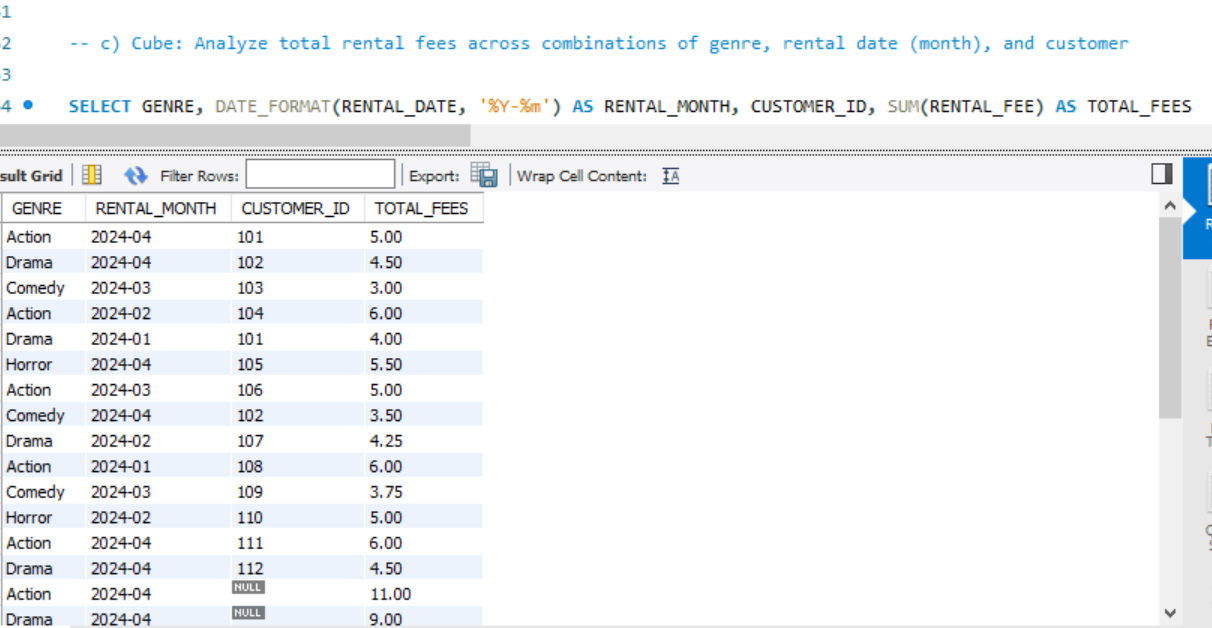 -- c) Cube: Analyze total rental fees across combinations of genre, rental date (month), and customer
SELECT GENRE, DATE_FORMAT(RENTAL_DATE, '%Y-%m') AS RENTAL_MONTH, CUSTOMER_ID, SUM(RENTAL_FEE) AS TOTAL_FEES
sult Grid Filter Rows: Export: Wrap Cell Content:
GENRE RENTAL_MONTH CUSTOMER_ID TOTAL_FEES
Action 2024-04 101 5.00
Drama 2024-04 102 4.50
Comedy 2024-03 103 3.00
Action 2024-02 104 6.00
Drama 2024-01 101 4.00
Horror 2024-04 105 5.50
Action 2024-03 106 5.00
Comedy 2024-04 102 3.50
Drama 2024-02 107 4.25
Action 2024-01 108 6.00
Comedy 2024-03 109 3.75
Horror 2024-02 110 5.00
Action 2024-04 111 6.00
Drama 2024-04 112 4.50
Action 2024-04 NULL 11.00
Drama 2024-04 NULL 9.00